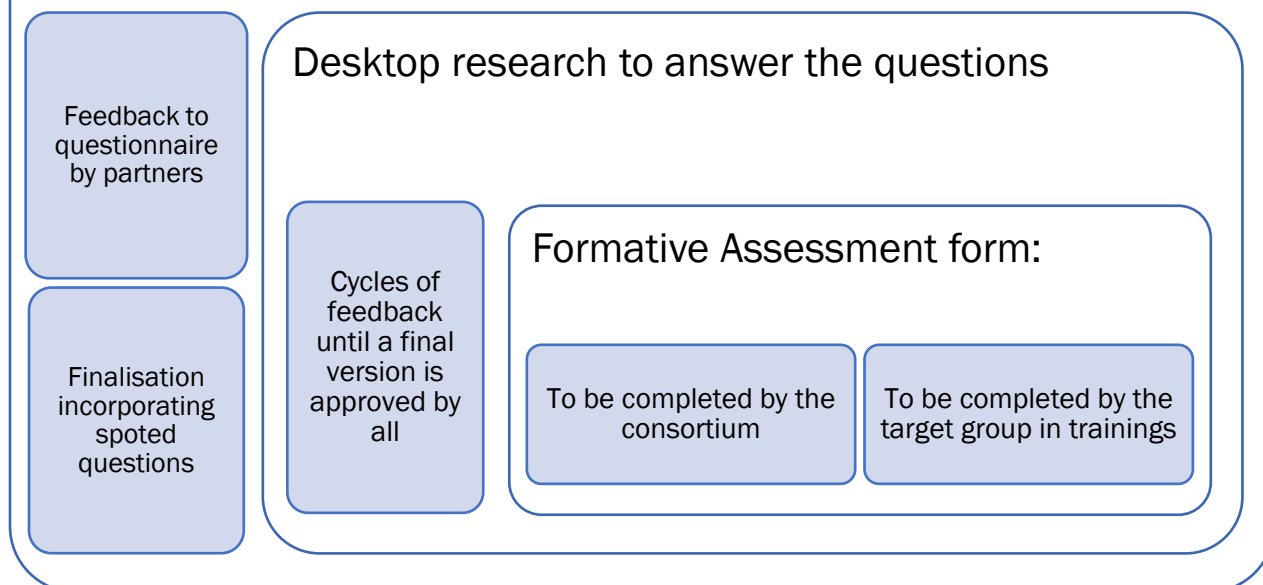 Feedback to
questionnaire
by partners
Finalisation
incorporating
spoted
questions
Desktop research to answer the questions
Cycles of
feedback
until a final
version is
approved by
all
Formative Assessment form:
To be completed by the
consortium
To be completed by the
target group in trainings